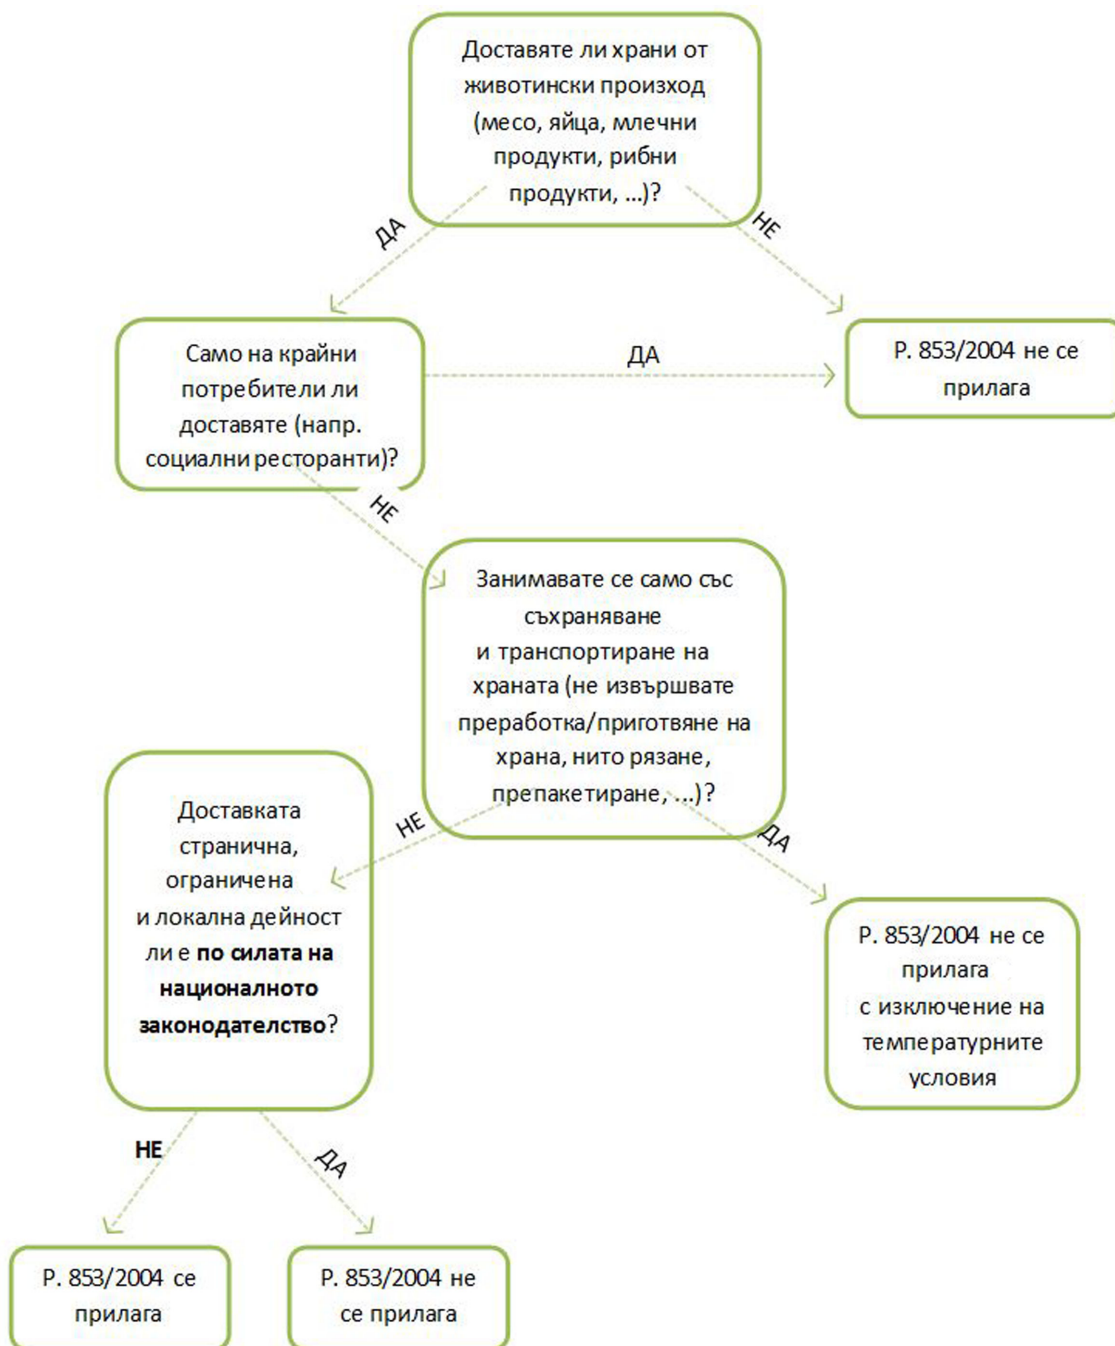 Доставяте ли храни от
животински произход
(месо, яйца, млечни
продукти, рибни
продукти, ...)?
ДА
НЕ
Само на крайни
потребители ли
доставяте (напр.
социални ресторанти)?
ДА
Р. 853/2004 не се
прилага
НЕ
Занимавате се само със
съхраняване
и транспортиране на
храната (не извършвате
преработка/приготвяне на
храна, нито рязане,
препакетиране, ...)?
НЕ
ДА
Доставката
странична,
ограничена
и локална дейност
ли е по силата на
националното
законодателство?
Р. 853/2004 не се
прилага
с изключение на
температурните
условия
НЕ
ДА
Р. 853/2004 се
прилага
Р. 853/2004 не
се прилага